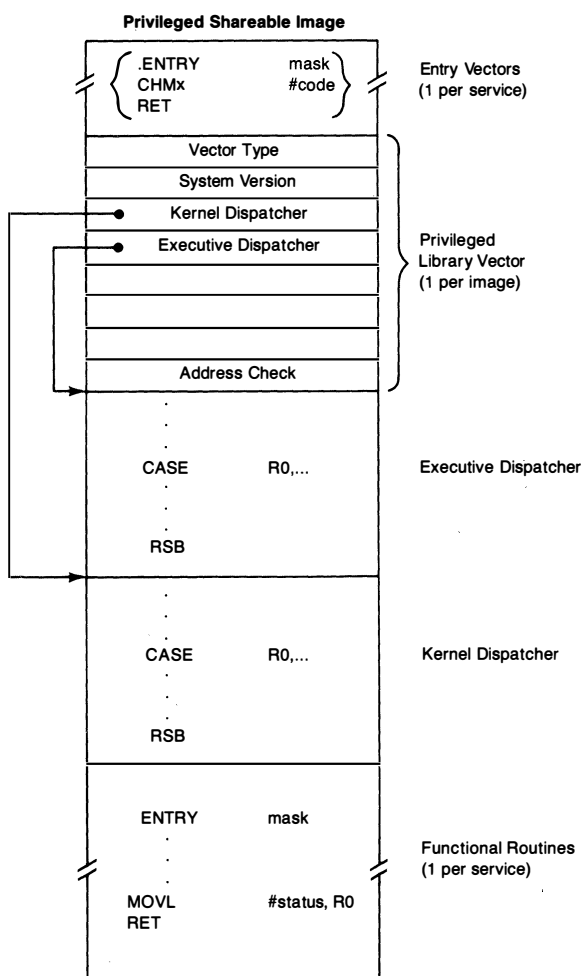 Privileged Shareable Image
.ENTRY mask
CHMx #code
RET
Entry Vectors
(1 per service)
Vector Type
System Version
Kernel Dispatcher
Executive Dispatcher
Privileged
Library Vector
(1 per image)
Address Check
CASE R0,...
Executive Dispatcher
RSB
CASE R0,...
Kernel Dispatcher
RSB
ENTRY mask
Functional Routines
(1 per service)
MOVL #status, R0
RET